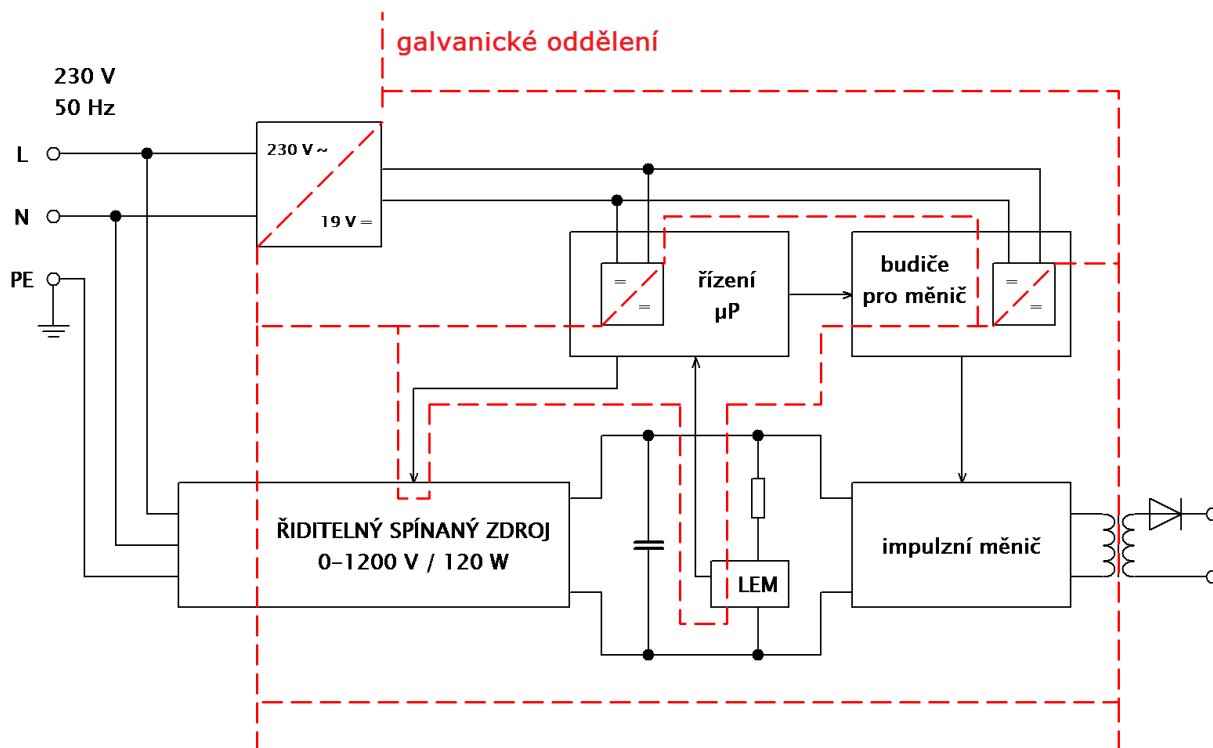 galvanické oddělení
230 V
50 Hz
L
N
PE
230 V ~
19 V =
=
=
řízení
µP
budiče
pro měnič
=
=
ŘIDITELNÝ SPÍNANÝ ZDROJ
0–1200 V / 120 W
LEM
impulzní měnič